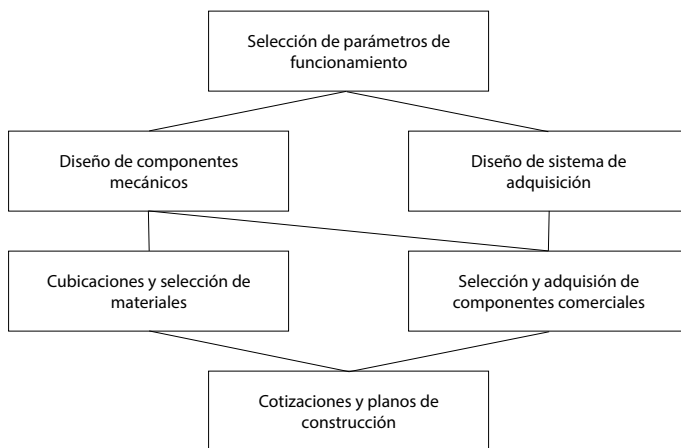 Selección de parámetros de
funcionamiento
Diseño de componentes
mecánicos
Diseño de sistema de
adquisición
Cubicaciones y selección de
materiales
Selección y adquisión de
componentes comerciales
Cotizaciones y planos de
construcción